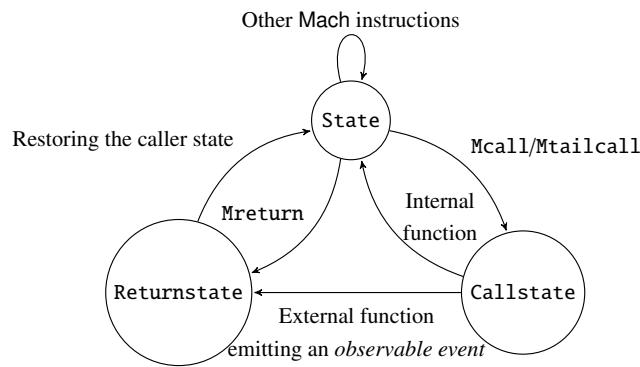 Other Mach instructions
State
Restoring the caller state
Mcall/Mtailcall
Mreturn
Internal
function
Returnstate
Callstate
External function
emitting an observable event